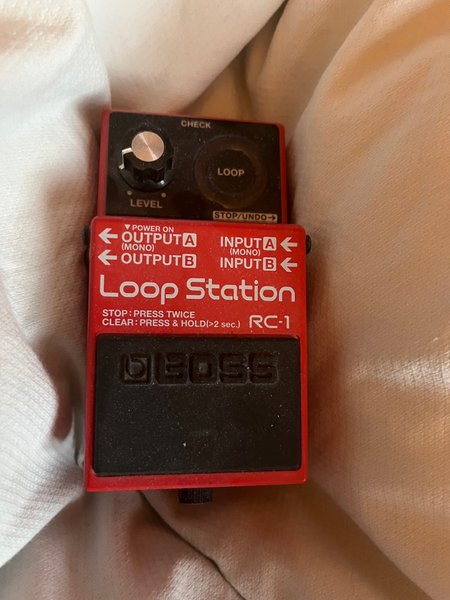 CHECK
LOOP
LEVEL
STOP/UNDO→
▼POWER ON
← OUTPUT A
(MONO)
← OUTPUT B
INPUT A ←
(MONO)
INPUT B ←
Loop Station
STOP : PRESS TWICE
CLEAR : PRESS & HOLD(>2 sec.)
RC-1
BOSS